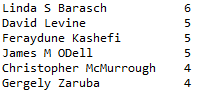 Linda S Barasch 6
David Levine 5
Feraydune Kashefi 5
James M ODell 5
Christopher McMurrough 4
Gergely Zaruba 4